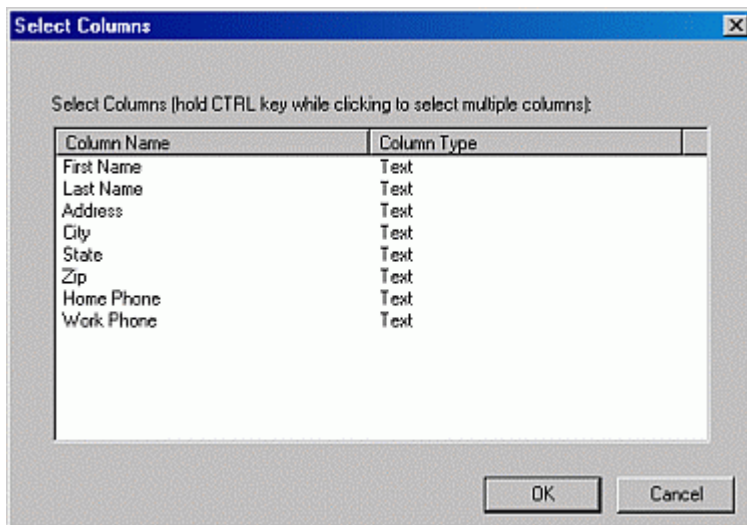 Select Columns
Select Columns (hold CTRL key while clicking to select multiple columns):
Column Name Column Type
First Name Text
Last Name Text
Address Text
City Text
State Text
Zip Text
Home Phone Text
Work Phone Text
OK Cancel